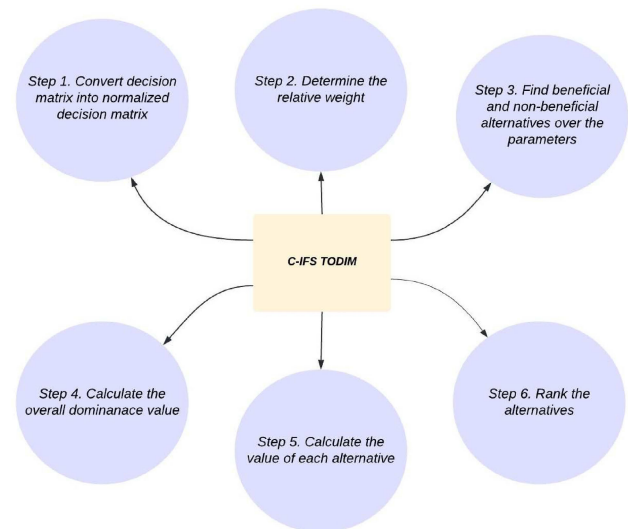 Step 1. Convert decision
matrix into normalized
decision matrix
Step 2. Determine the
relative weight
Step 3. Find beneficial
and non-beneficial
alternatives over the
parameters
C-IFS TODIM
Step 4. Calculate the
overall dominanace value
Step 5. Calculate the
value of each alternative
Step 6. Rank the
alternatives